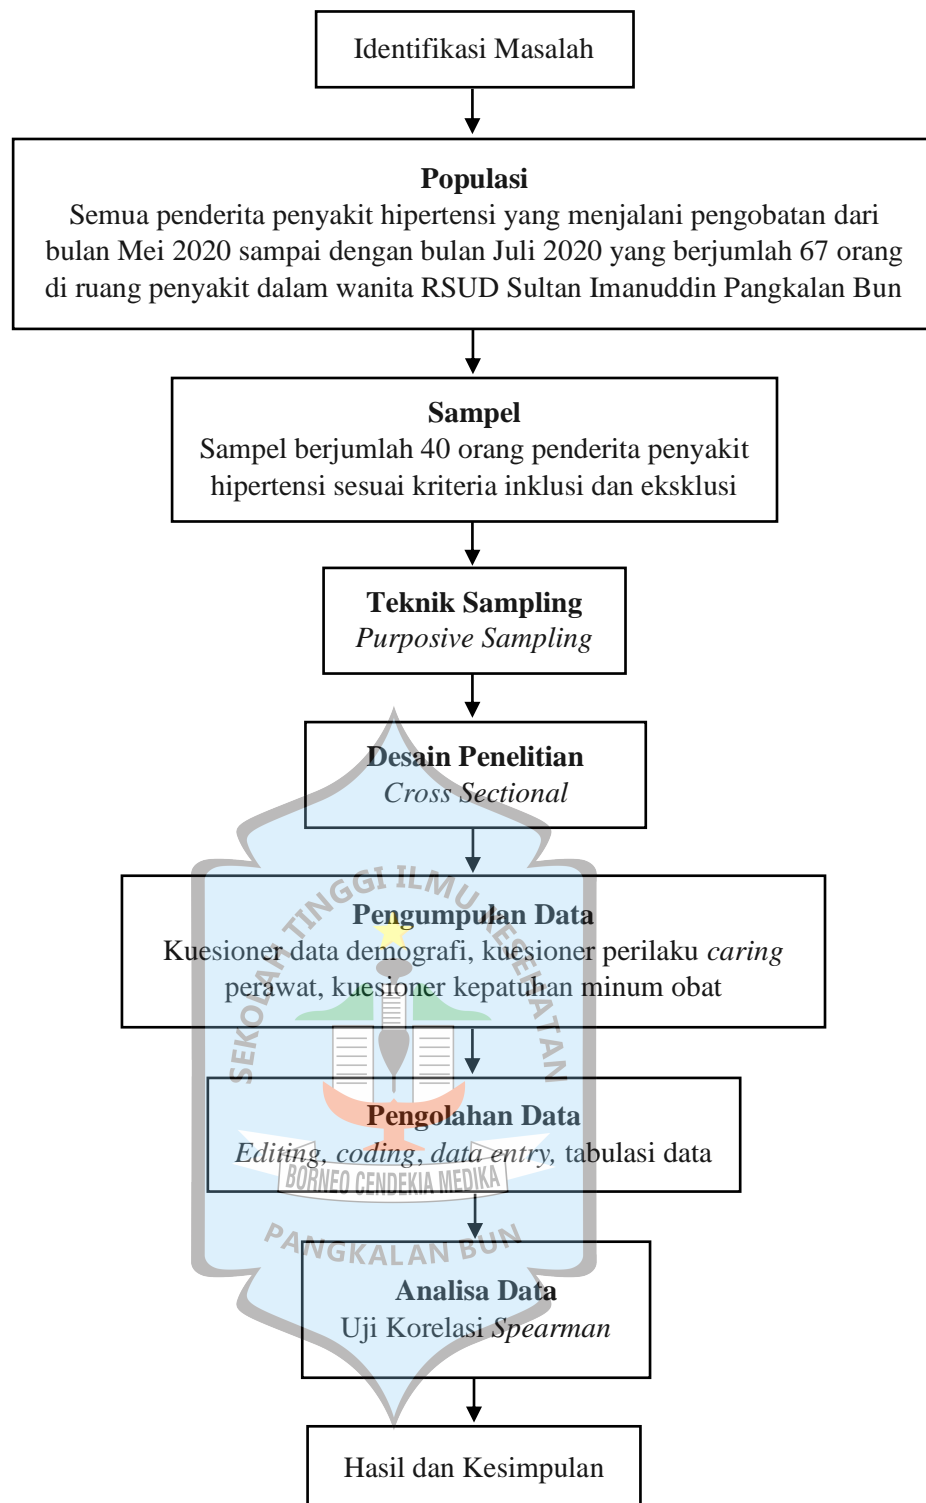 Identifikasi Masalah
Populasi
Semua penderita penyakit hipertensi yang menjalani pengobatan dari
bulan Mei 2020 sampai dengan bulan Juli 2020 yang berjumlah 67 orang
di ruang penyakit dalam wanita RSUD Sultan Imanuddin Pangkalan Bun
Sampel
Sampel berjumlah 40 orang penderita penyakit
hipertensi sesuai kriteria inklusi dan eksklusi
Teknik Sampling
Purposive Sampling
Desain Penelitian
Cross Sectional
SEKOLAH TINGGI ILMU KESEHATAN
Pengumpulan Data
Kuesioner data demografi, kuesioner perilaku caring
perawat, kuesioner kepatuhan minum obat
Pengolahan Data
Editing, coding, data entry, tabulasi data
BORNEO CENDEKIA MEDIKA
PANGKALAN BUN
Analisa Data
Uji Korelasi Spearman
Hasil dan Kesimpulan